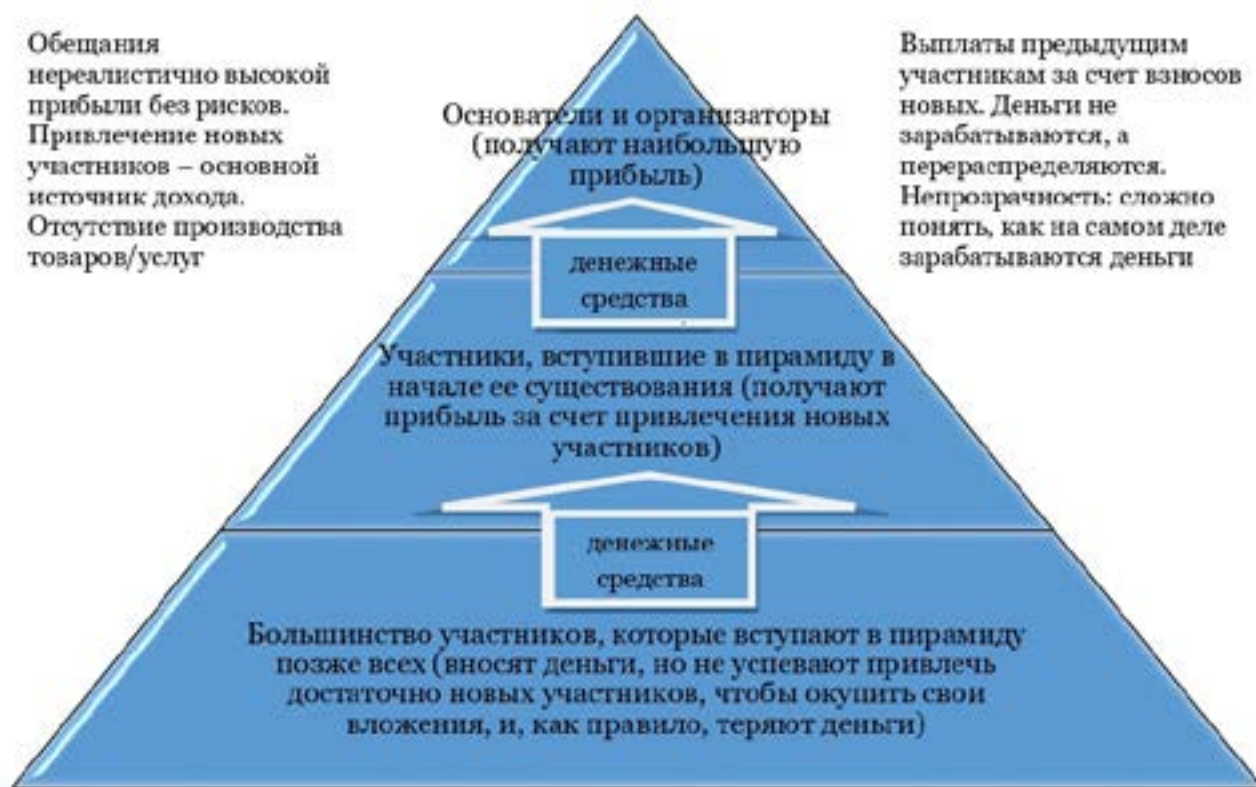 Обещания
нереалистично высокой
прибыли без рисков.
Привлечение новых
участников – основной
источник дохода.
Отсутствие производства
товаров/услуг
Выплаты предыдущим
участникам за счет взносов
новых. Деньги не
зарабатываются, а
перераспределяются.
Непрозрачность: сложно
понять, как на самом деле
зарабатываются деньги
Основатели и организаторы
(получают наибольшую
прибыль)
денежные
средства
Участники, вступившие в пирамиду в
начале ее существования (получают
прибыль за счет привлечения новых
участников)
денежные
средства
Большинство участников, которые вступают в пирамиду
позже всех (вносят деньги, но не успевают привлечь
достаточно новых участников, чтобы окупить свои
вложения, и, как правило, теряют деньги)